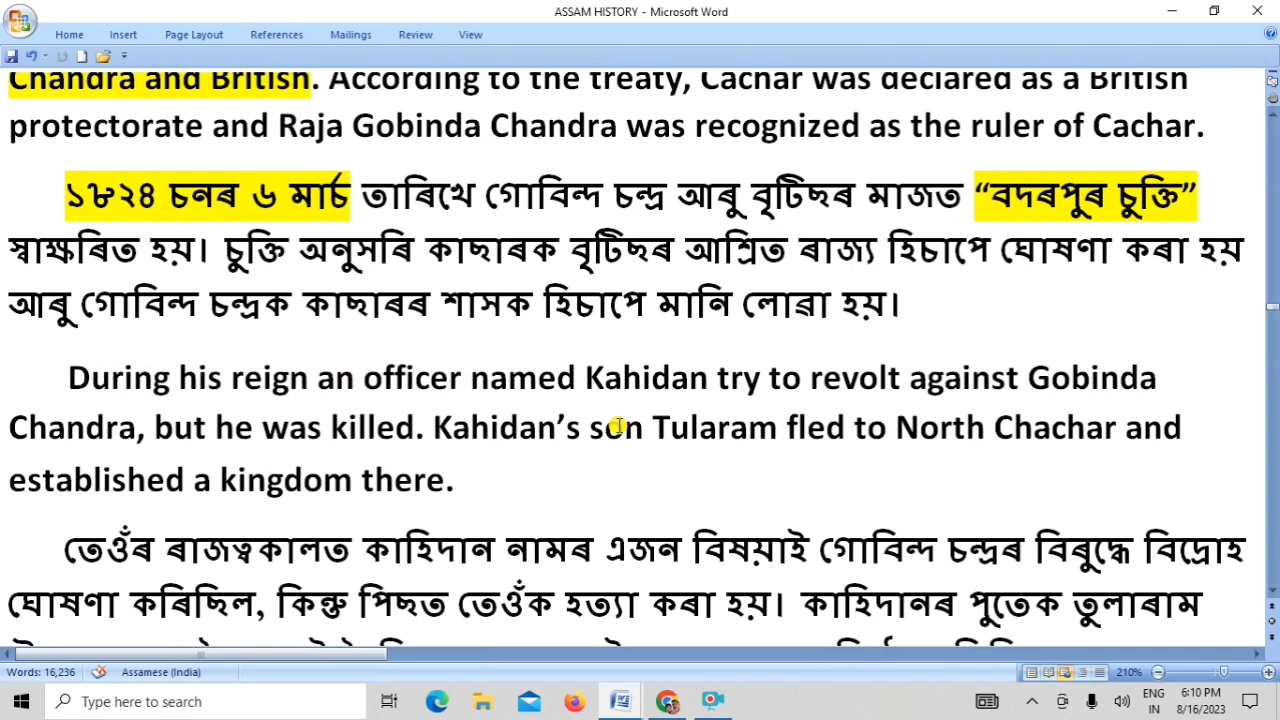 ASSAM HISTORY - Microsoft Word
Home Insert Page Layout References Mailings Review View
Chandra and British. According to the treaty, Cachar was declared as a British
protectorate and Raja Gobinda Chandra was recognized as the ruler of Cachar.
১৮২৪ চনৰ ৬ মাৰ্চ তাৰিখে গোবিন্দ চন্দ্ৰ আৰু বৃটিছৰ মাজত “বদৰপুৰ চুক্তি”
স্বাক্ষৰিত হয়। চুক্তি অনুসৰি কাছাৰক বৃটিছৰ আশ্ৰিত ৰাজ্য হিচাপে ঘোষণা কৰা হয়
আৰু গোবিন্দ চন্দ্ৰক কাছাৰৰ শাসক হিচাপে মানি লোৱা হয়।
During his reign an officer named Kahidan try to revolt against Gobinda
Chandra, but he was killed. Kahidan’s son Tularam fled to North Chachar and
established a kingdom there.
তেওঁৰ ৰাজত্বকালত কাহিদান নামৰ এজন বিষয়াই গোবিন্দ চন্দ্ৰৰ বিৰুদ্ধে বিদ্ৰোহ
ঘোষণা কৰিছিল, কিন্তু পিছত তেওঁক হত্যা কৰা হয়। কাহিদানৰ পুতেক তুলাৰাম
Words: 16,236 Assamese (India) 210%
Type here to search ENG 6:10 PM
IN 8/16/2023